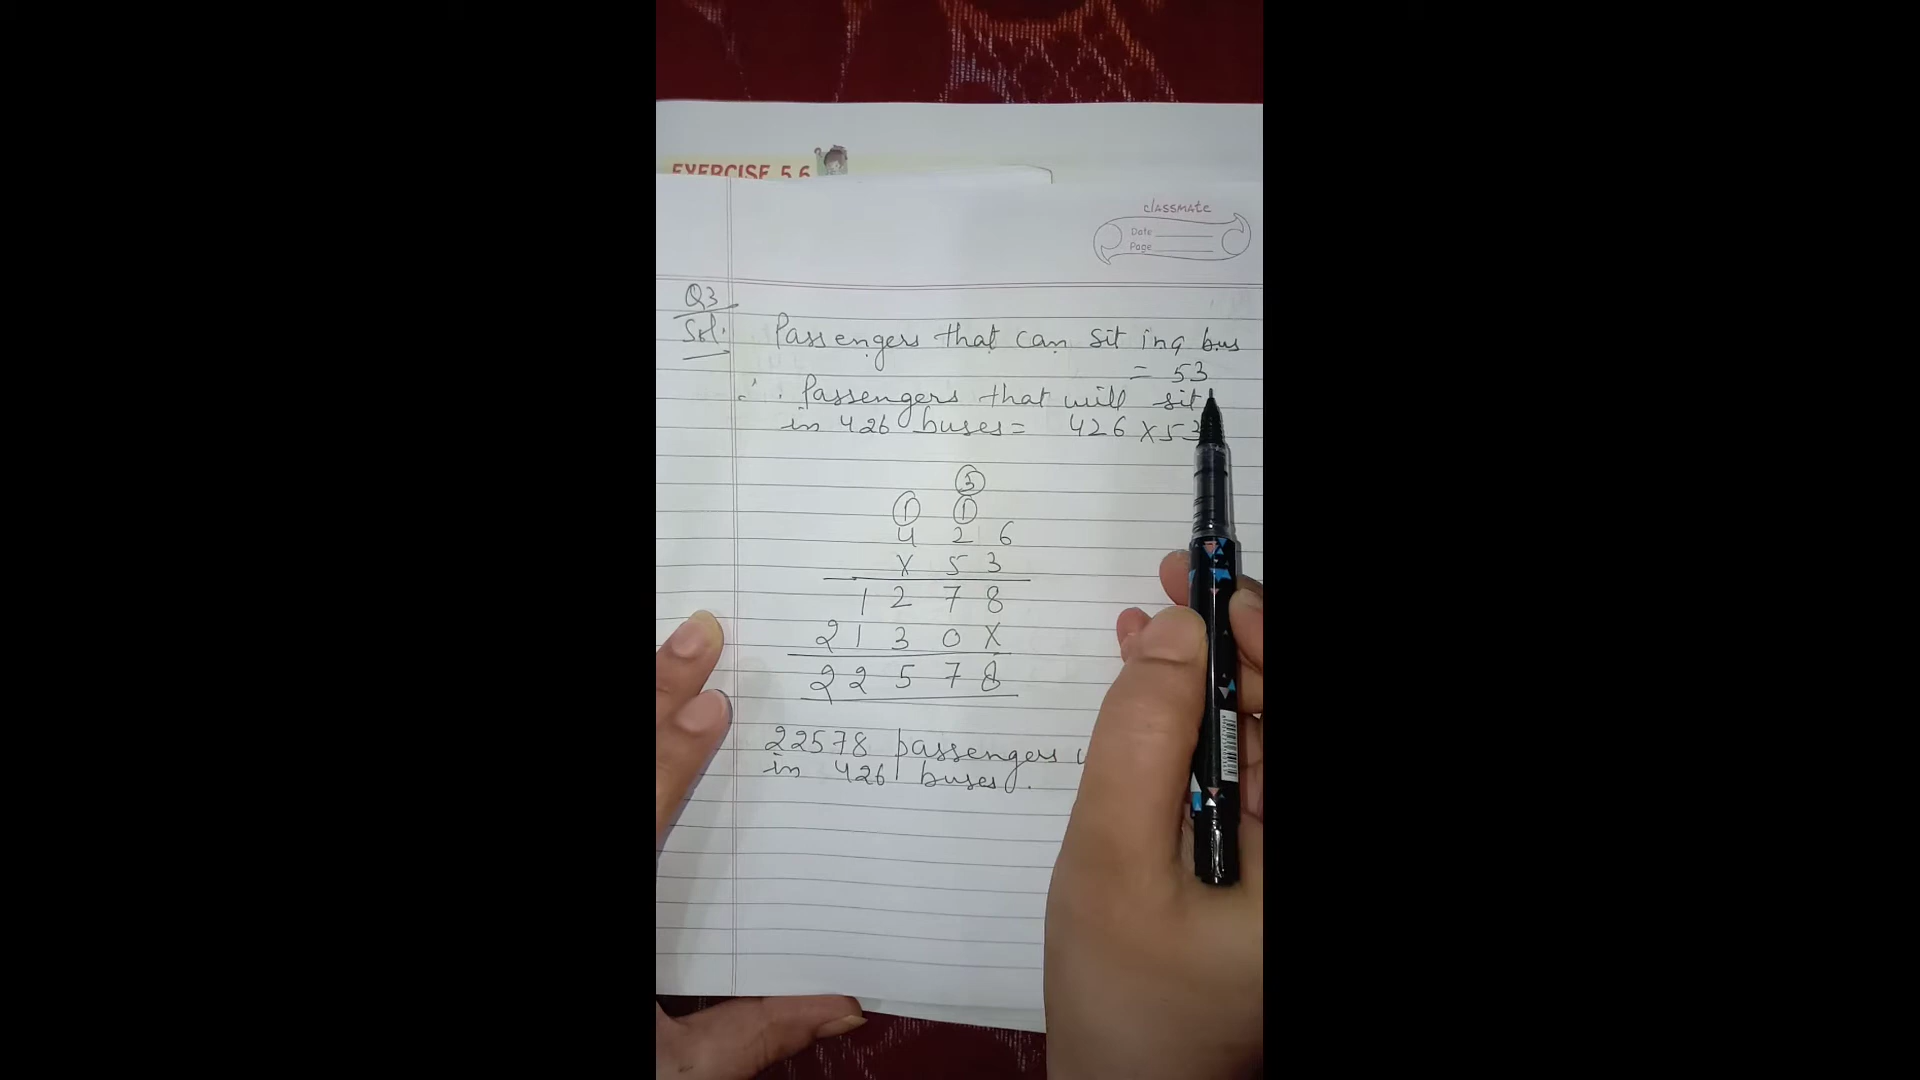 EXERCISE 5.6
classmate
Date
Page
Q3
Sol. Passengers that can sit in a bus
= 53
∴ Passengers that will sit
in 426 buses = 426 X 53
3
1 1
4 2 6
X 5 3
1 2 7 8
2 1 3 0 X
2 2 5 7 8
22578 passengers
in 426 buses.